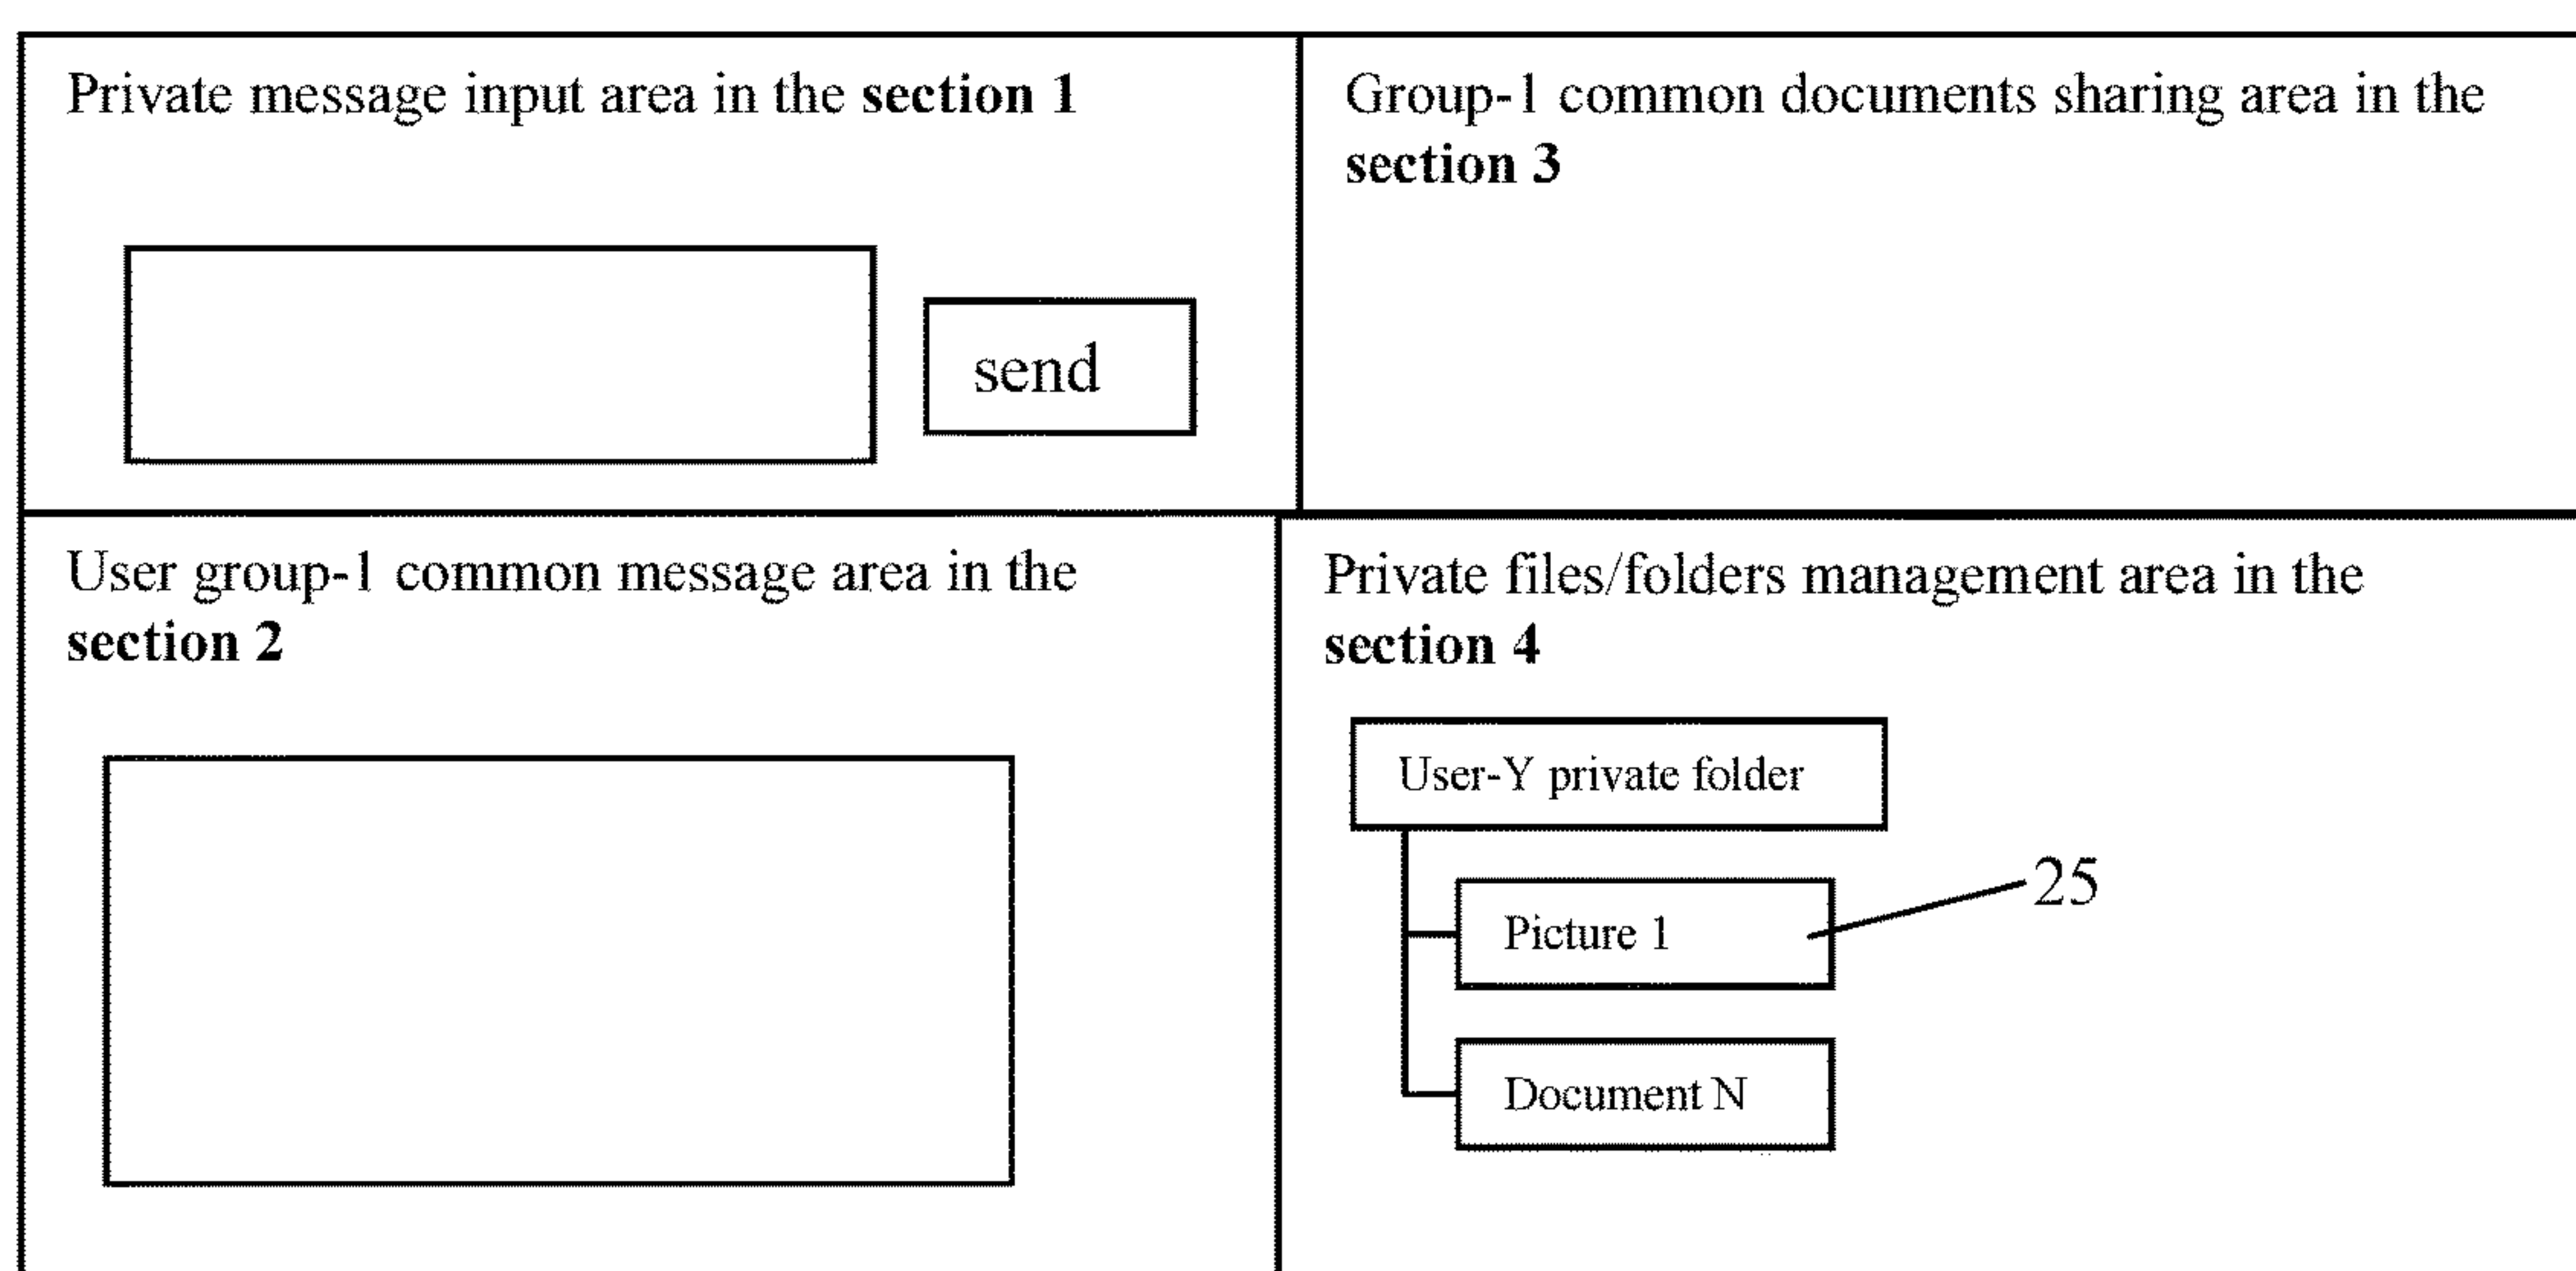 Private message input area in the section 1
send
Group-1 common documents sharing area in the
section 3
User group-1 common message area in the
section 2
Private files/folders management area in the
section 4
User-Y private folder
Picture 1
25
Document N